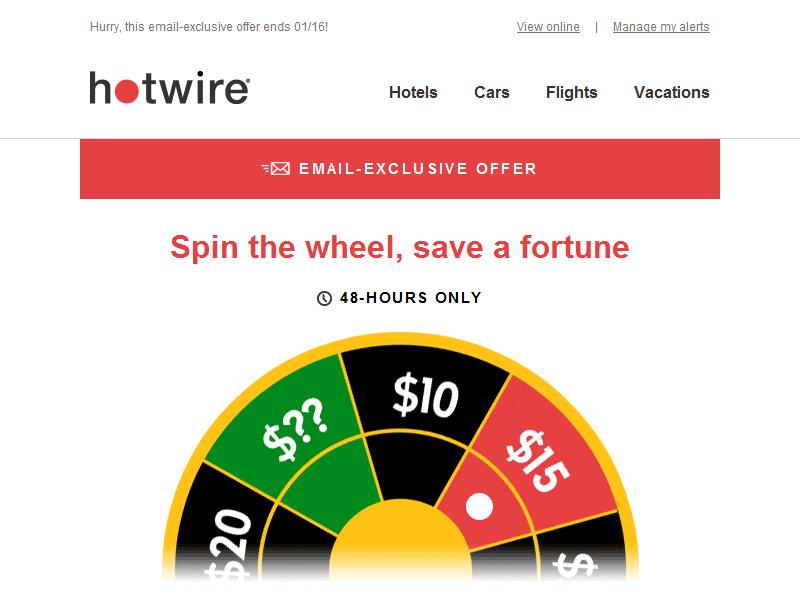 Hurry, this email-exclusive offer ends 01/16!
View online | Manage my alerts
hotwire®
Hotels Cars Flights Vacations
EMAIL-EXCLUSIVE OFFER
Spin the wheel, save a fortune
48-HOURS ONLY
$??
$10
$15
$20
$